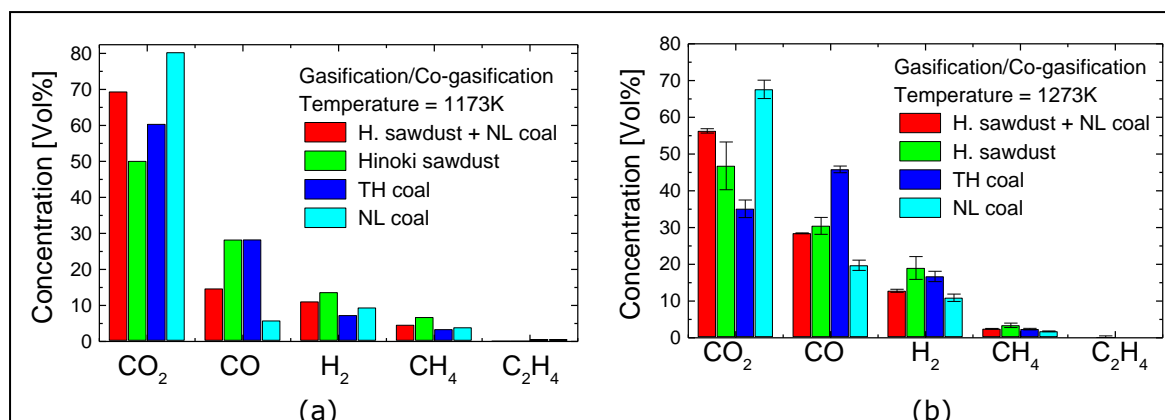 Concentration [Vol%]
80
70
60
50
40
30
20
10
0
Gasification/Co-gasification
Temperature = 1173K
H. sawdust + NL coal
Hinoki sawdust
TH coal
NL coal
CO₂ CO H₂ CH₄ C₂H₄
(a)
Concentration [Vol%]
80
70
60
50
40
30
20
10
0
Gasification/Co-gasification
Temperature = 1273K
H. sawdust + NL coal
H. sawdust
TH coal
NL coal
CO₂ CO H₂ CH₄ C₂H₄
(b)